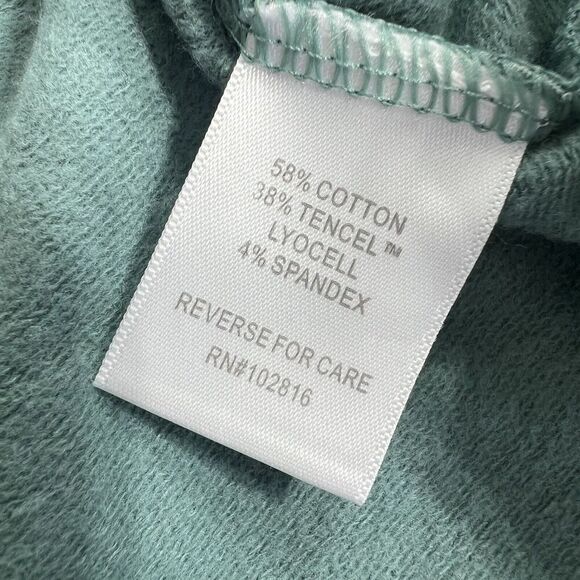 58% COTTON
38% TENCEL™
LYOCELL
4% SPANDEX
REVERSE FOR CARE
RN#102816